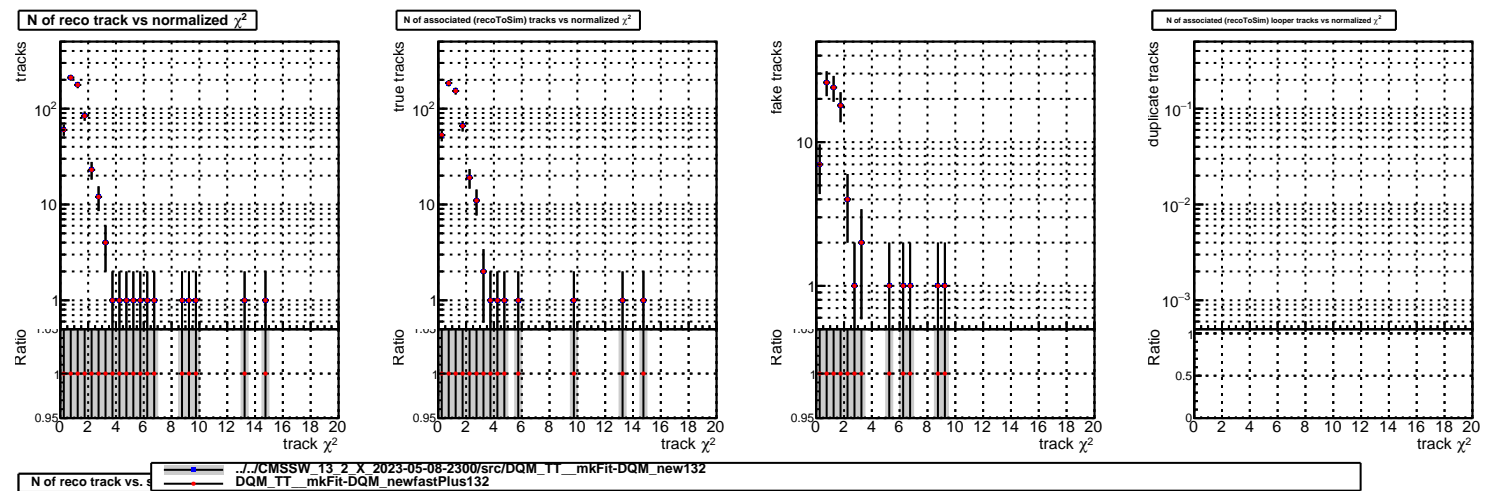 N of reco track vs normalized χ²
N of associated (recoToSim) tracks vs normalized χ²
N of associated (recoToSim) looper tracks vs normalized χ²
tracks
10²
10
1
Ratio
1.05
1
0.95
0 2 4 6 8 10 12 14 16 18 20
track χ²
true tracks
10²
10
1
Ratio
1.05
1
0.95
0 2 4 6 8 10 12 14 16 18 20
track χ²
fake tracks
10
1
Ratio
1.05
1
0.95
0 2 4 6 8 10 12 14 16 18 20
track χ²
duplicate tracks
10⁻¹
10⁻²
10⁻³
Ratio
1
0.5
0
0 2 4 6 8 10 12 14 16 18 20
track χ²
N of reco track vs. s
../../CMSSW_13_2_X_2023-05-08-2300/src/DQM_TT__mkFit-DQM_new132
DQM_TT__mkFit-DQM_newfastPlus132